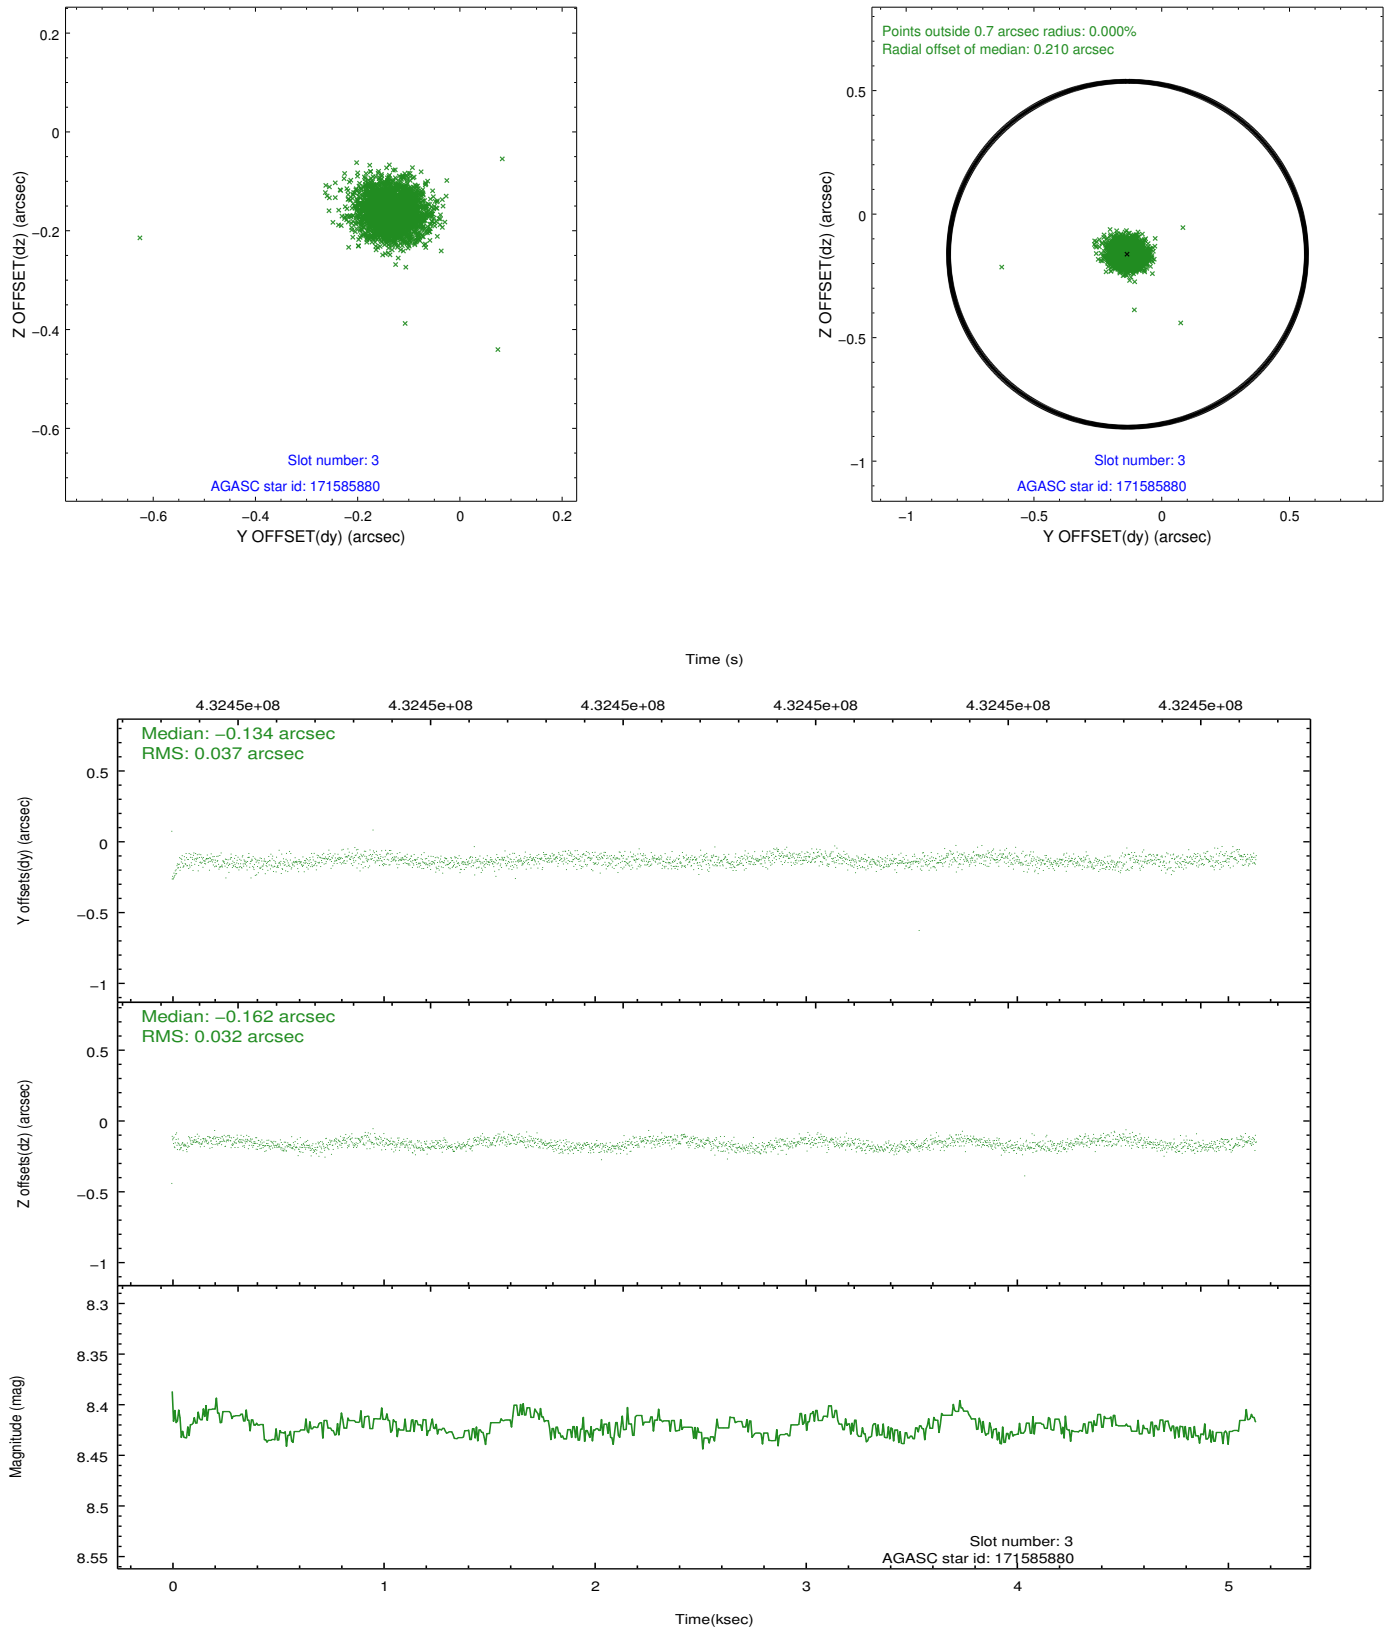 0.2
0
−0.2
−0.4
−0.6
Z OFFSET(dz) (arcsec)
Slot number: 3
AGASC star id: 171585880
−0.6 −0.4 −0.2 0 0.2
Y OFFSET(dy) (arcsec)
Points outside 0.7 arcsec radius: 0.000%
Radial offset of median: 0.210 arcsec
0.5
0
−0.5
−1
Z OFFSET(dz) (arcsec)
Slot number: 3
AGASC star id: 171585880
−1 −0.5 0 0.5
Y OFFSET(dy) (arcsec)
Time (s)
4.3245e+08 4.3245e+08 4.3245e+08 4.3245e+08 4.3245e+08 4.3245e+08
Median: −0.134 arcsec
RMS: 0.037 arcsec
0.5
0
−0.5
−1
Y offsets(dy) (arcsec)
Median: −0.162 arcsec
RMS: 0.032 arcsec
0.5
0
−0.5
−1
Z offsets(dz) (arcsec)
8.3
8.35
8.4
8.45
8.5
8.55
Magnitude (mag)
Slot number: 3
AGASC star id: 171585880
0 1 2 3 4 5
Time(ksec)